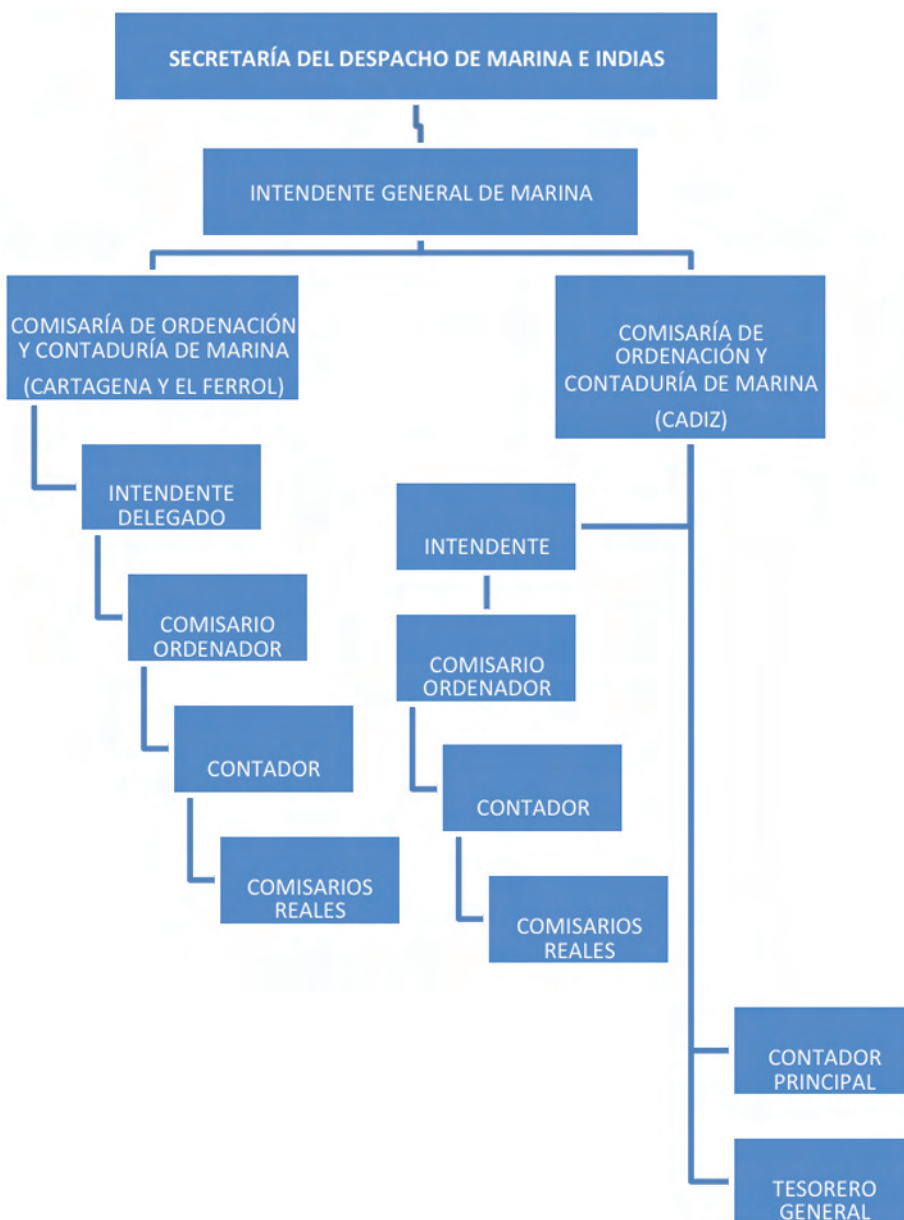 SECRETARÍA DEL DESPACHO DE MARINA E INDIAS
INTENDENTE GENERAL DE MARINA
COMISARÍA DE ORDENACIÓN
Y CONTADURÍA DE MARINA
(CARTAGENA Y EL FERROL)
INTENDENTE
DELEGADO
COMISARIO
ORDENADOR
CONTADOR
COMISARIOS
REALES
COMISARÍA DE
ORDENACIÓN Y
CONTADURÍA DE MARINA
(CADIZ)
INTENDENTE
COMISARIO
ORDENADOR
CONTADOR
COMISARIOS
REALES
CONTADOR
PRINCIPAL
TESORERO
GENERAL